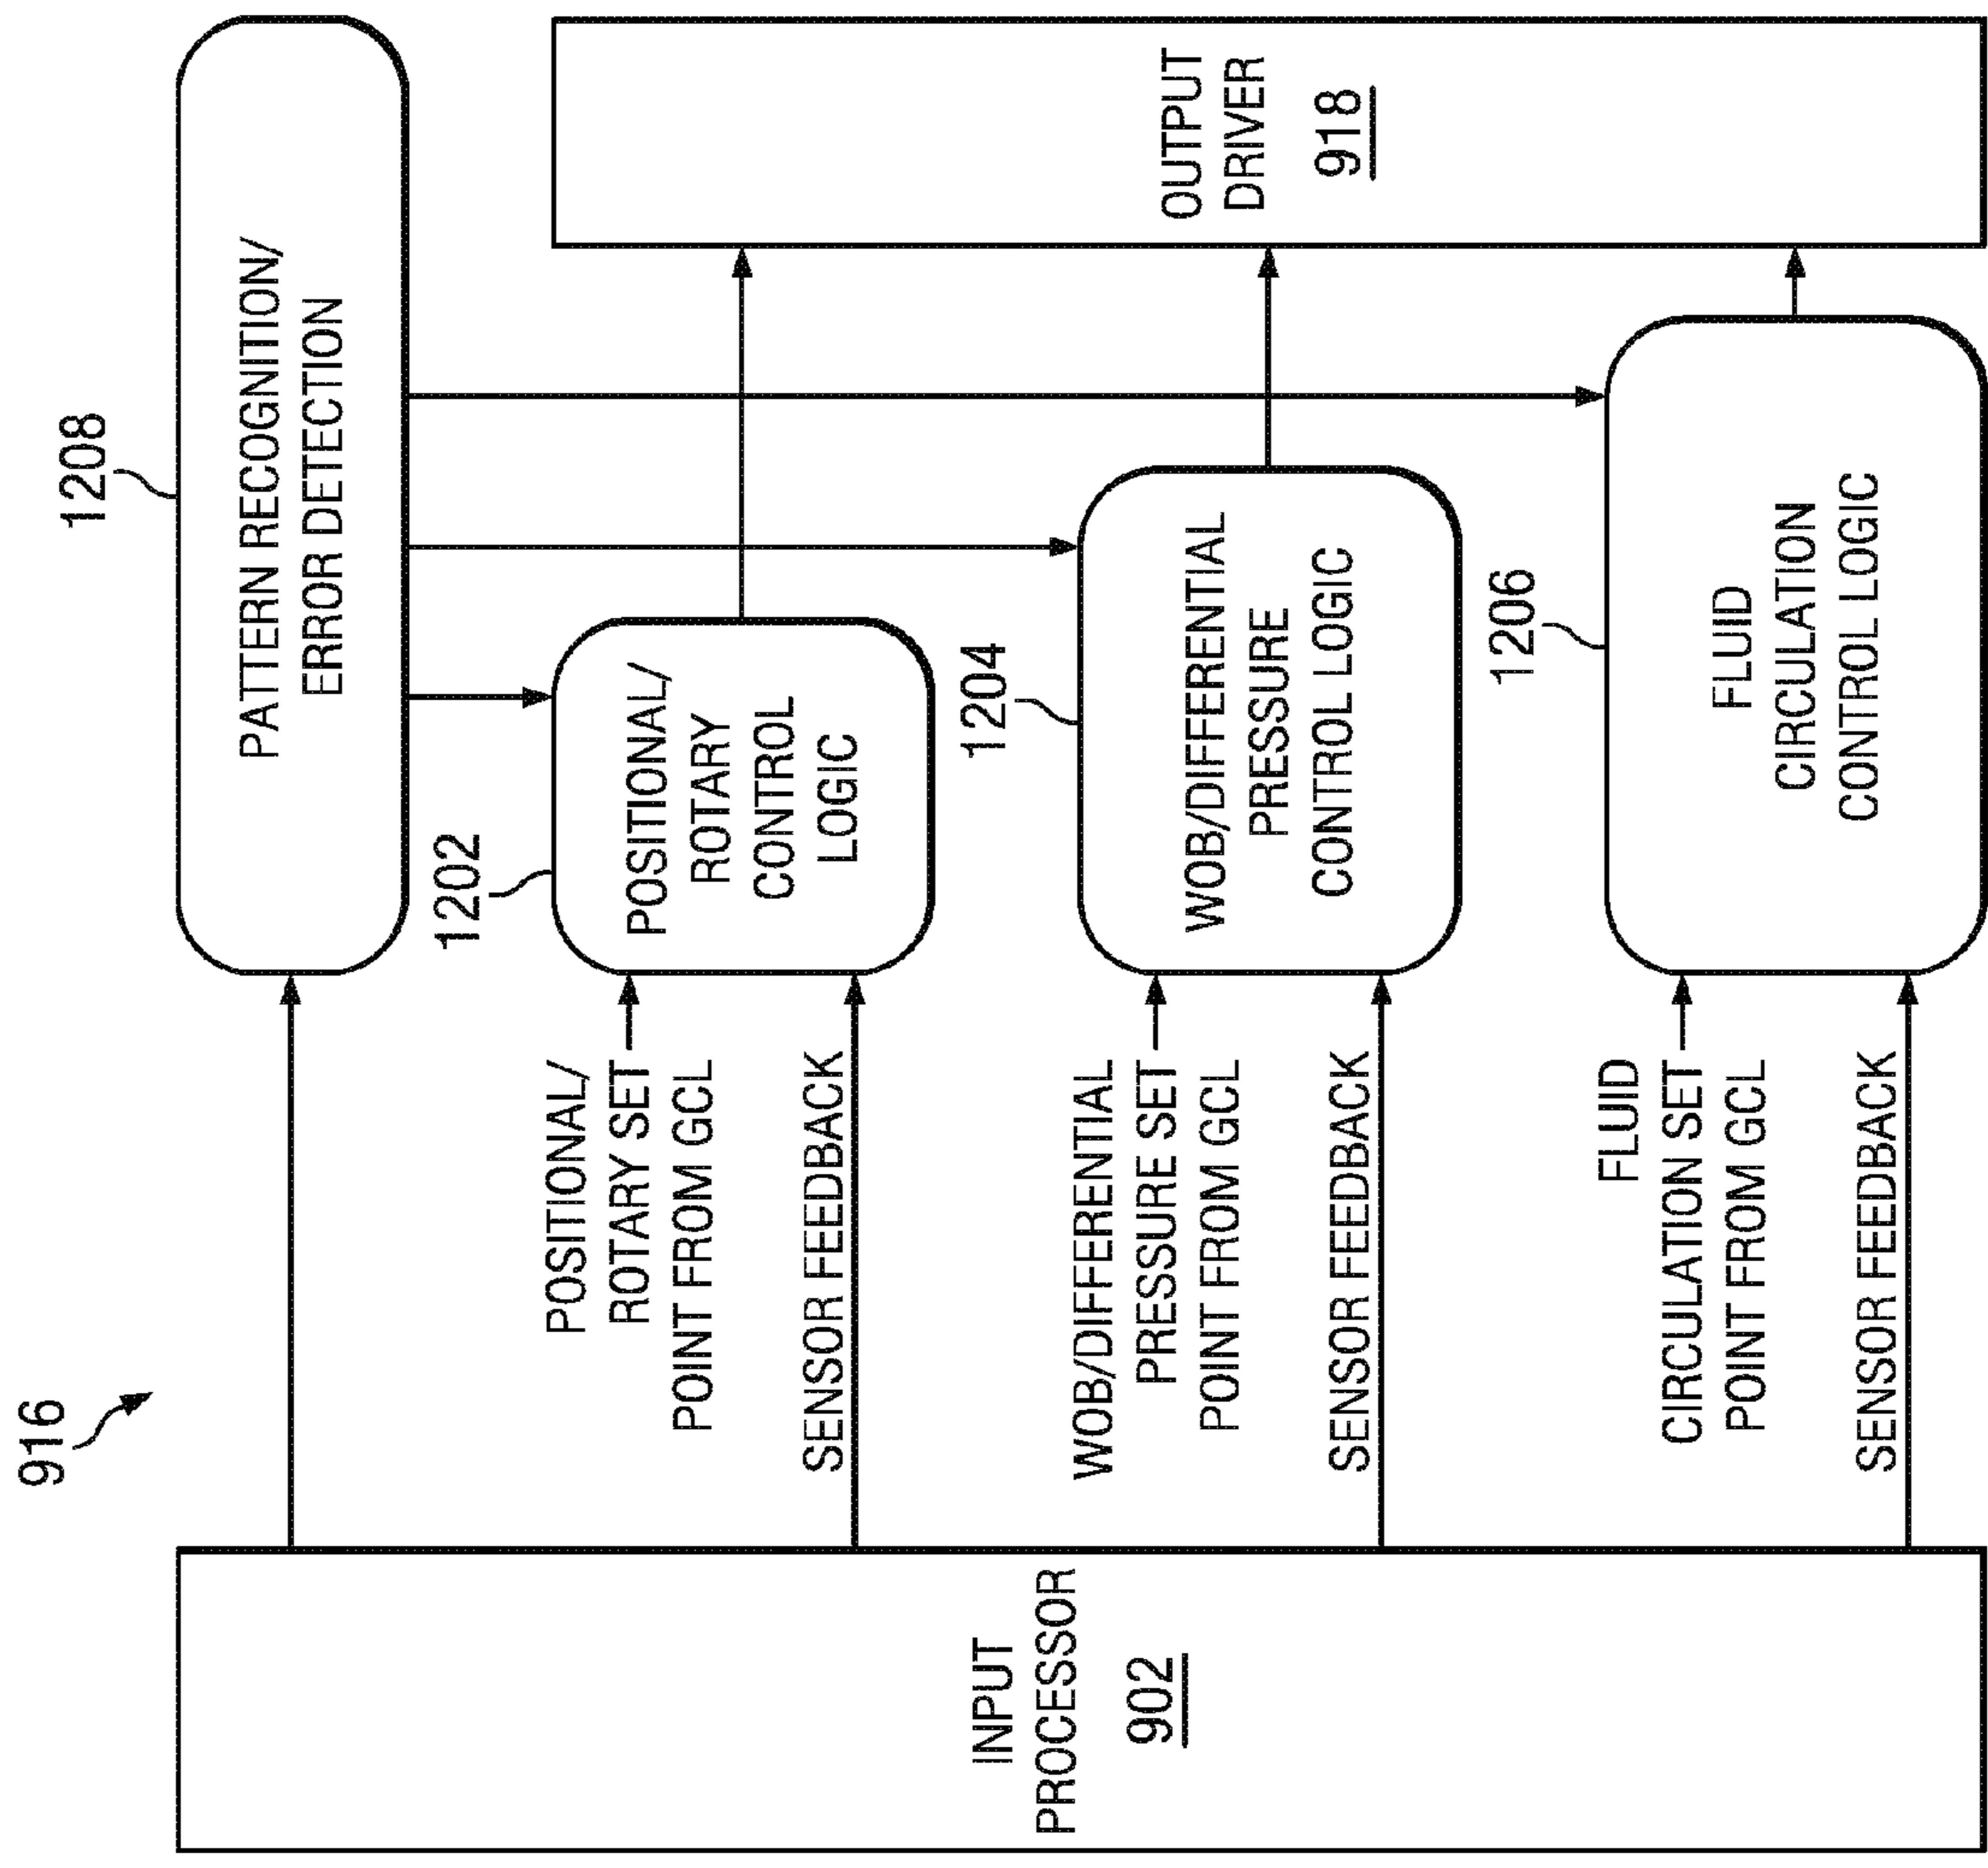 916
1208
PATTERN RECOGNITION/
ERROR DETECTION
INPUT
PROCESSOR
902
POSITIONAL/
ROTARY SET
POINT FROM GCL
SENSOR FEEDBACK
1202
POSITIONAL/
ROTARY
CONTROL
LOGIC
WOB/DIFFERENTIAL
PRESSURE SET
POINT FROM GCL
SENSOR FEEDBACK
1204
WOB/DIFFERENTIAL
PRESSURE
CONTROL LOGIC
FLUID
CIRCULATION SET
POINT FROM GCL
SENSOR FEEDBACK
1206
FLUID
CIRCULATION
CONTROL LOGIC
OUTPUT
DRIVER
918